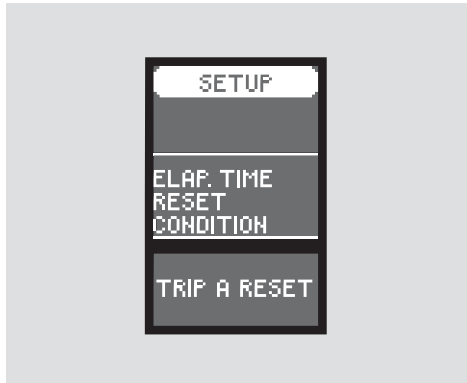 SETUP
ELAP. TIME
RESET
CONDITION
TRIP A RESET